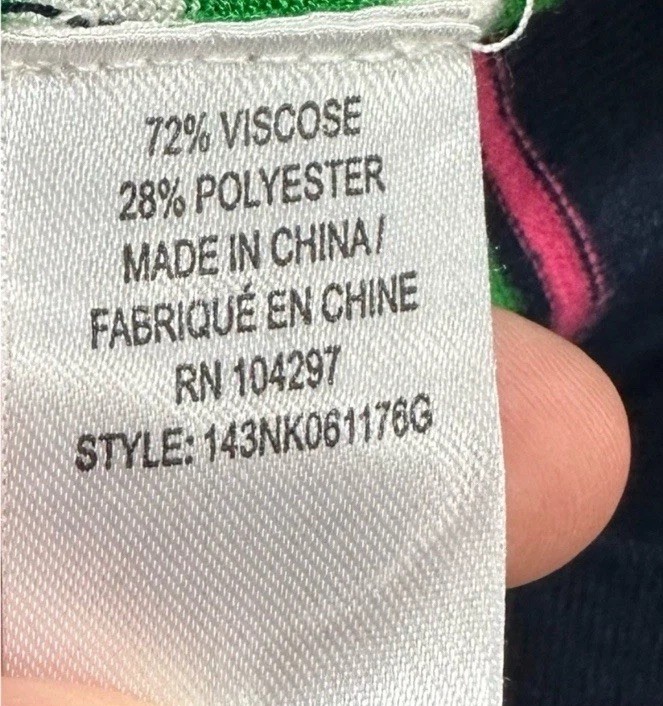 72% VISCOSE
28% POLYESTER
MADE IN CHINA/
FABRIQUÉ EN CHINE
RN 104297
STYLE: 143NK061176G